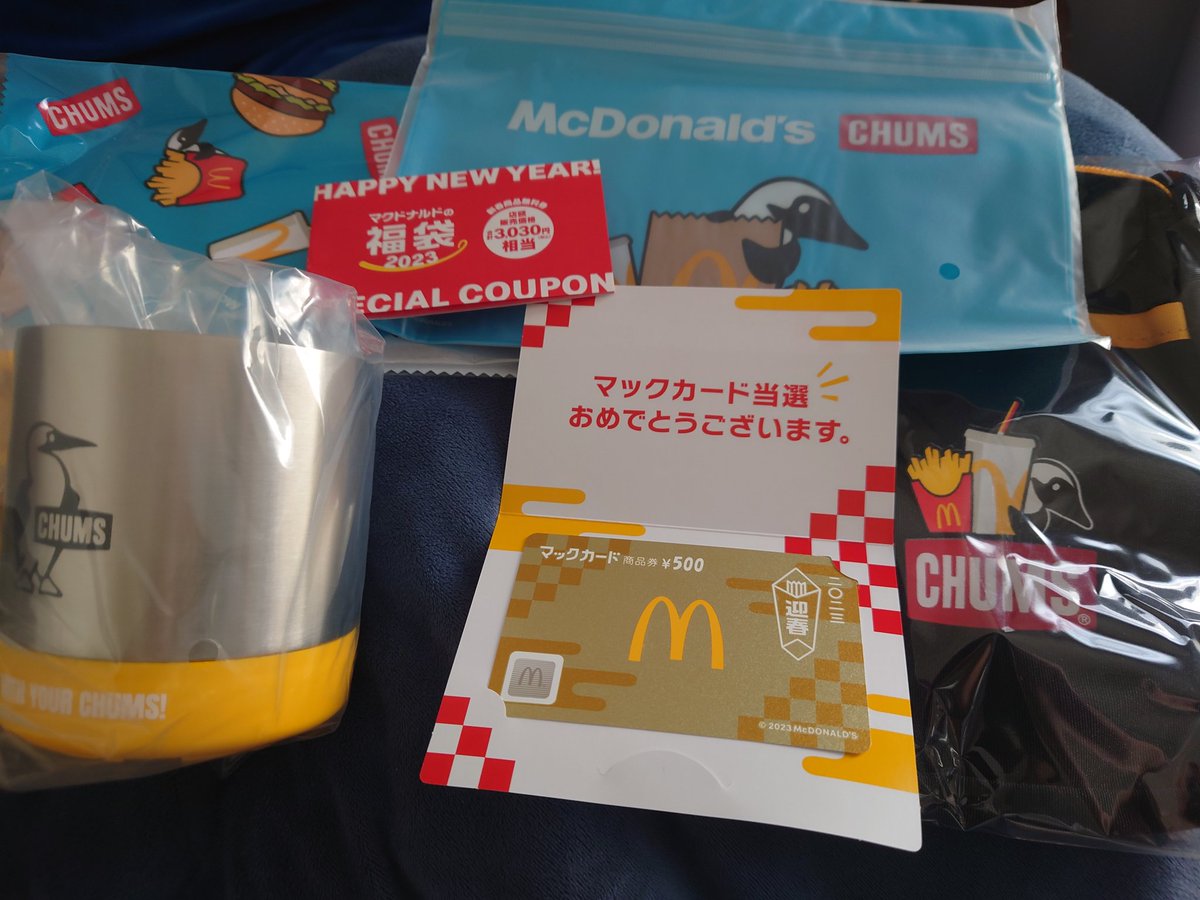 CHUMS
CHUMS
McDonald's CHUMS
HAPPY NEW YEAR!
マクドナルドの
福袋
2023
店頭
販売価格
3,030円
相当
ECIAL COUPON
マックカード当選
おめでとうございます。
マックカード 商品券 ¥500
迎春
二〇二三
© 2023 McDONALD'S
CHUMS
YOUR CHUMS!
CHUMS®